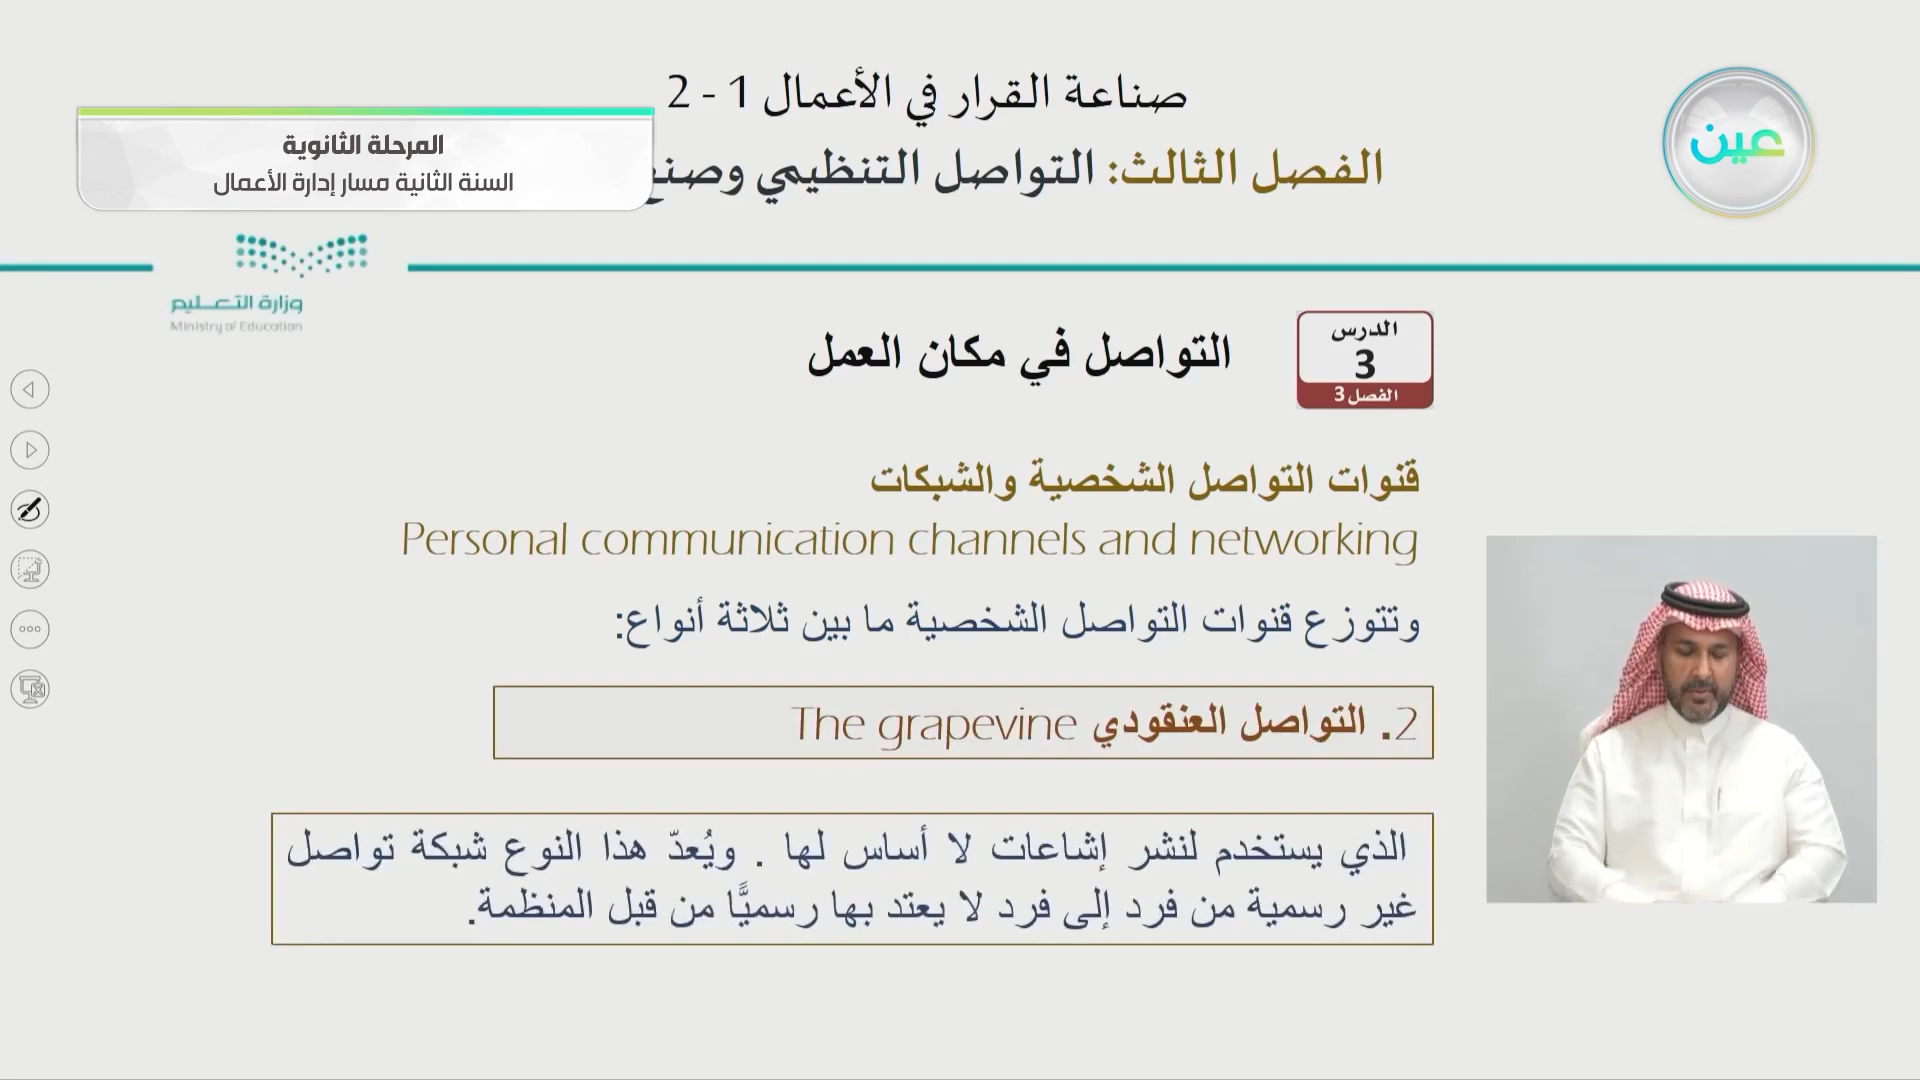 صناعة القرار في الأعمال 1 - 2
المرحلة الثانوية
السنة الثانية مسار إدارة الأعمال
عين
الفصل الثالث: التواصل التنظيمي
وزارة التعليم
Ministry of Education
الدرس
3
الفصل 3
التواصل في مكان العمل
قنوات التواصل الشخصية والشبكات
Personal communication channels and networking
وتتوزع قنوات التواصل الشخصية ما بين ثلاثة أنواع:
2. التواصل العنقودي The grapevine
الذي يستخدم لنشر إشاعات لا أساس لها . ويُعدّ هذا النوع شبكة تواصل
غير رسمية من فرد إلى فرد لا يعتد بها رسميًّا من قبل المنظمة.